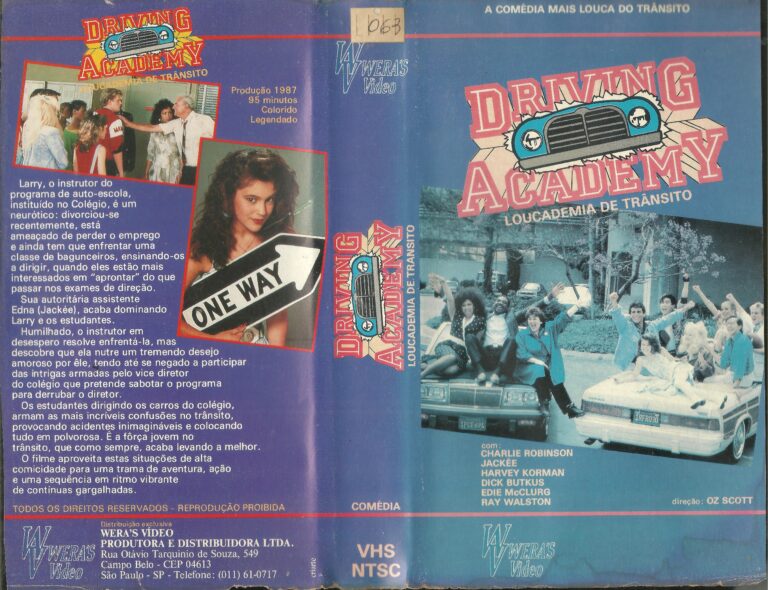 DRIVING
ACADEMY
LOUCADEMIA DE TRÂNSITO
Produção 1987
95 minutos
Colorido
Legendado
Larry, o instrutor do
programa de auto-escola,
instituído no Colégio, é um
neurótico: divorciou-se
recentemente, está
ameaçado de perder o emprego
e ainda tem que enfrentar uma
classe de bagunceiros, ensinando-os
a dirigir, quando eles estão mais
interessados em "aprontar" do que
passar nos exames de direção.
Sua autoritária assistente
Edna (Jackée), acaba dominando
Larry e os estudantes.
Humilhado, o instrutor em
desespero resolve enfrentá-la, mas
descobre que ela nutre um tremendo desejo
amoroso por êle, tendo até se negado a participar
das intrigas armadas pelo vice diretor
do colégio que pretende sabotar o programa
para derrubar o diretor.
Os estudantes dirigindo os carros do colégio,
armam as mais incríveis confusões no trânsito,
provocando acidentes inimagináveis e colocando
tudo em polvorosa. É a fôrça jovem no
trânsito, que como sempre, acaba levando a melhor.
O filme aproveita estas situações de alta
comicidade para uma trama de aventura, ação
e uma seqüência em ritmo vibrante
de contínuas gargalhadas.
ONE WAY
TODOS OS DIREITOS RESERVADOS - REPRODUÇÃO PROIBIDA
WERA'S
Video
Distribuição exclusiva
WERA'S VÍDEO
PRODUTORA E DISTRIBUIDORA LTDA.
Rua Otávio Tarquinio de Souza, 549
Campo Belo - CEP 04613
São Paulo - SP - Telefone: (011) 61-0717
063
WERA'S
Video
DRIVING
ACADEMY
LOUCADEMIA DE TRÂNSITO
COMÉDIA
VHS
NTSC
A COMÉDIA MAIS LOUCA DO TRÂNSITO
DRIVING
ACADEMY
LOUCADEMIA DE TRÂNSITO
com:
CHARLIE ROBINSON
JACKÉE
HARVEY KORMAN
DICK BUTKUS
EDIE McCLURG
RAY WALSTON
direção: OZ SCOTT
WERA'S
Video